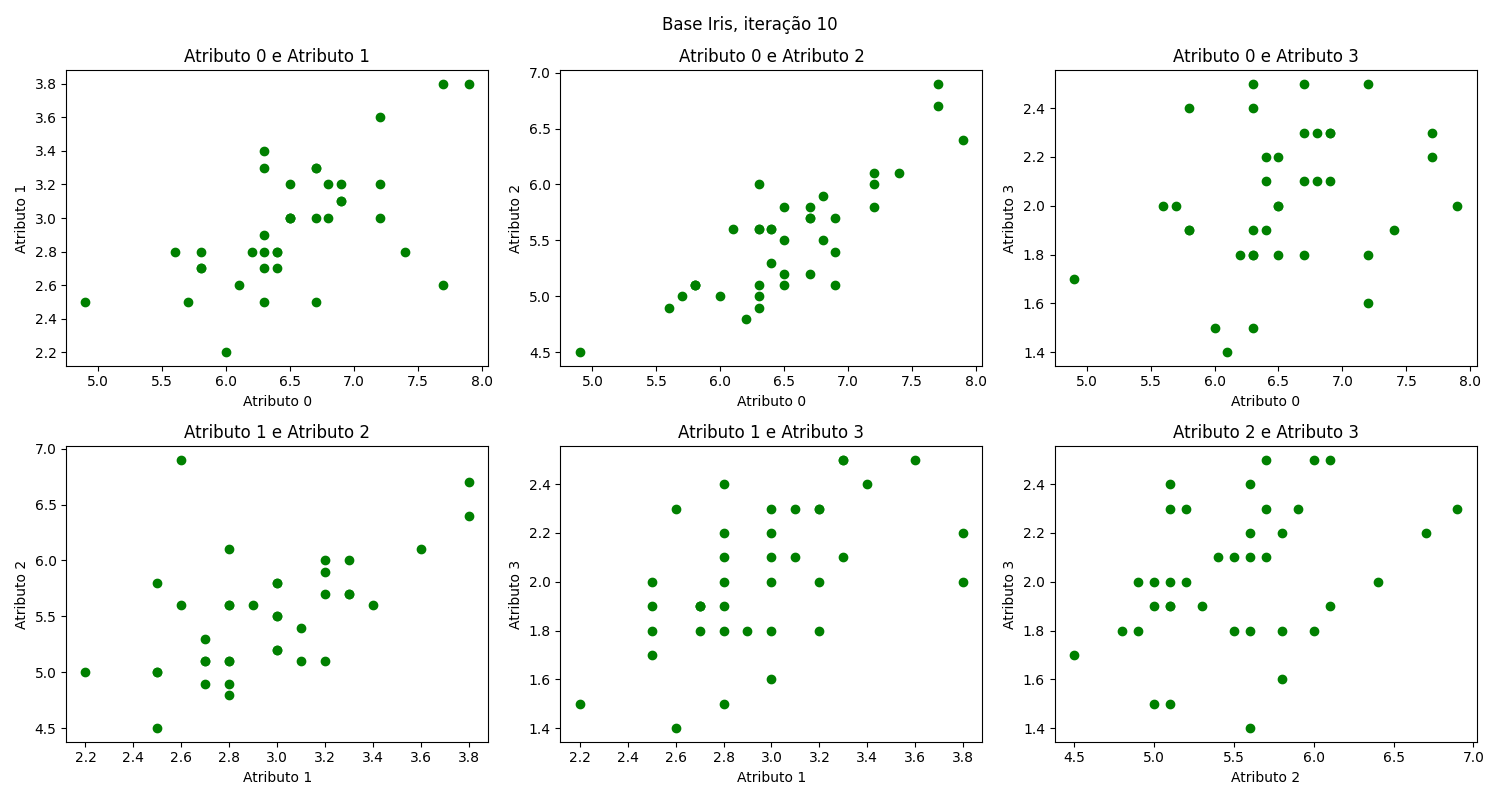 Base Iris, iteração 10
Atributo 0 e Atributo 1
3.8
3.6
3.4
3.2
3.0
2.8
2.6
2.4
2.2
Atributo 1
5.0 5.5 6.0 6.5 7.0 7.5 8.0
Atributo 0
Atributo 0 e Atributo 2
7.0
6.5
6.0
5.5
5.0
4.5
Atributo 2
5.0 5.5 6.0 6.5 7.0 7.5 8.0
Atributo 0
Atributo 0 e Atributo 3
2.4
2.2
2.0
1.8
1.6
1.4
Atributo 3
5.0 5.5 6.0 6.5 7.0 7.5 8.0
Atributo 0
Atributo 1 e Atributo 2
7.0
6.5
6.0
5.5
5.0
4.5
Atributo 2
2.2 2.4 2.6 2.8 3.0 3.2 3.4 3.6 3.8
Atributo 1
Atributo 1 e Atributo 3
2.4
2.2
2.0
1.8
1.6
1.4
Atributo 3
2.2 2.4 2.6 2.8 3.0 3.2 3.4 3.6 3.8
Atributo 1
Atributo 2 e Atributo 3
2.4
2.2
2.0
1.8
1.6
1.4
Atributo 3
4.5 5.0 5.5 6.0 6.5 7.0
Atributo 2